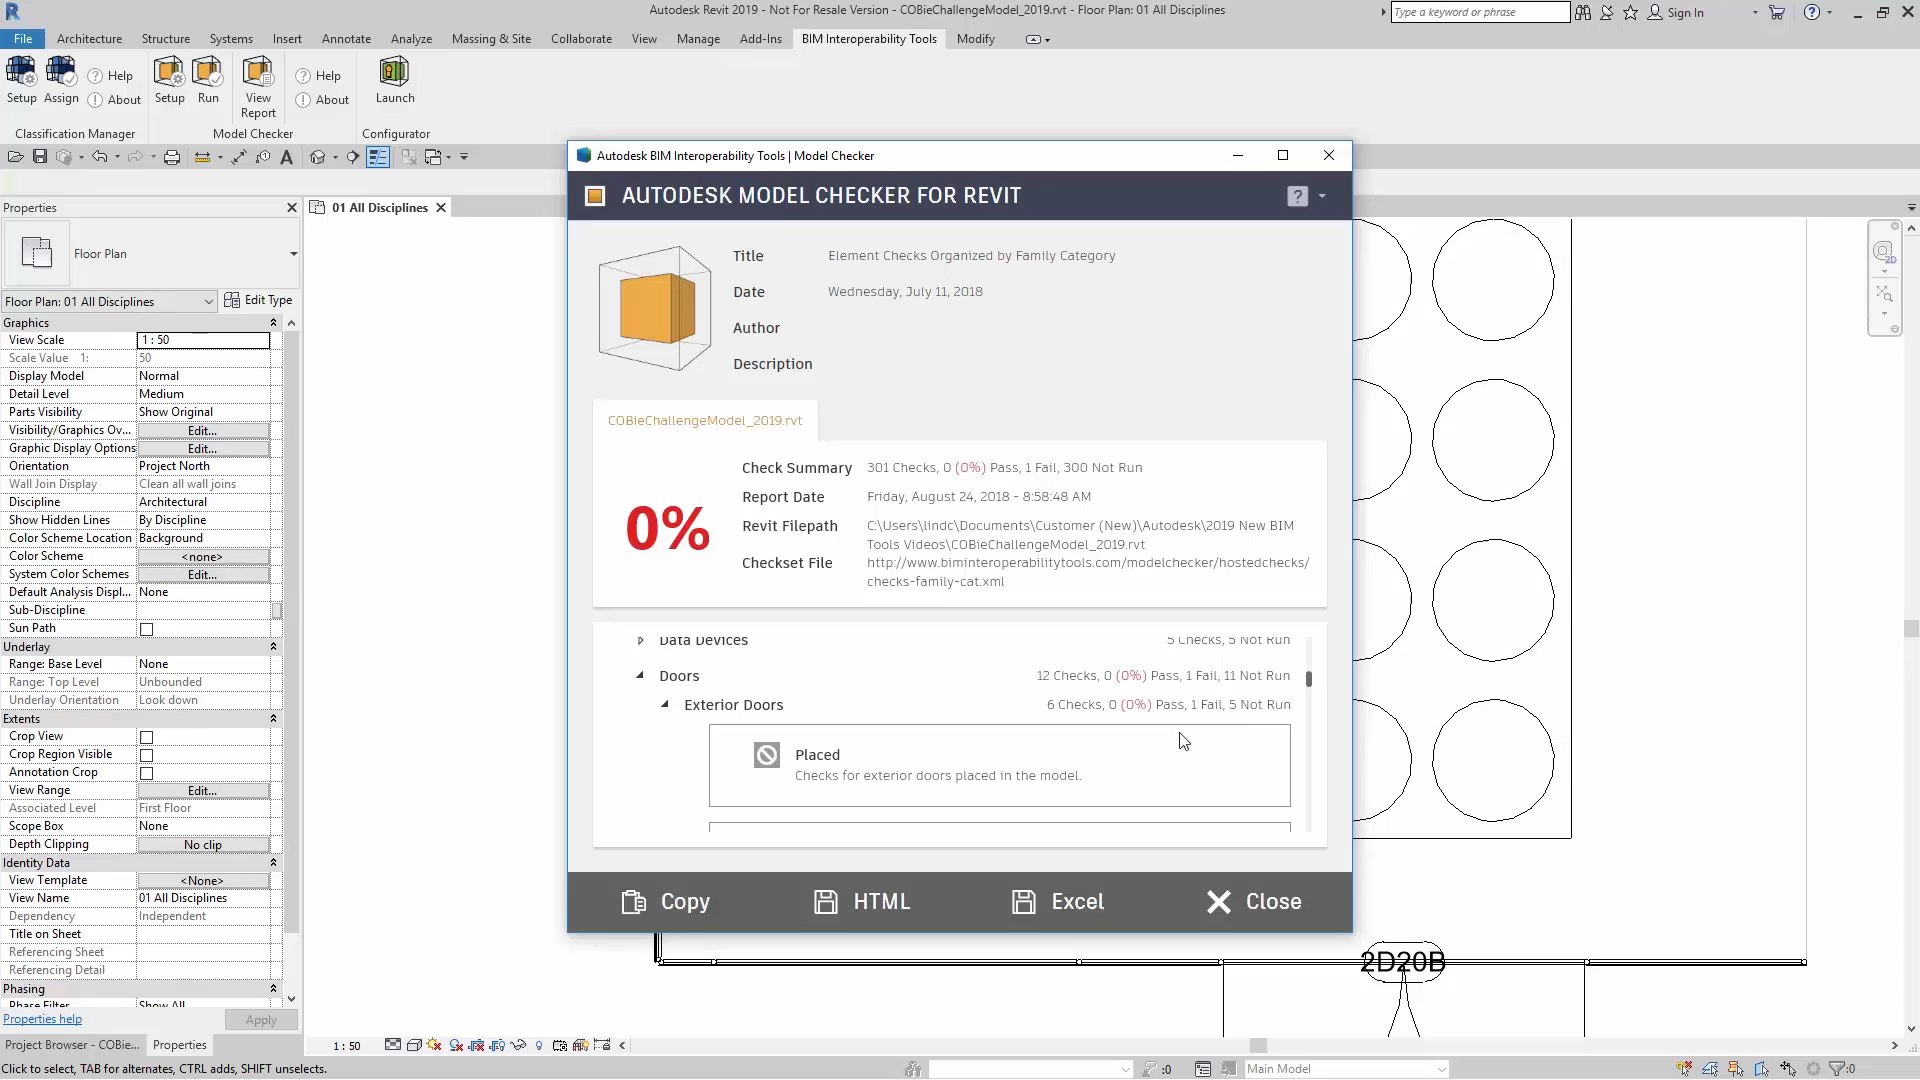 Autodesk Revit 2019 - Not For Resale Version - COBieChallengeModel_2019.rvt - Floor Plan: 01 All Disciplines
Type a keyword or phrase
Sign In
File Architecture Structure Systems Insert Annotate Analyze Massing & Site Collaborate View Manage Add-Ins BIM Interoperability Tools Modify
Setup Assign Help About Setup Run View Report Help About Launch
Classification Manager Model Checker Configurator
Properties
01 All Disciplines
Floor Plan
Floor Plan: 01 All Disciplines Edit Type
Graphics
View Scale 1 : 50
Scale Value 1: 50
Display Model Normal
Detail Level Medium
Parts Visibility Show Original
Visibility/Graphics Ov... Edit...
Graphic Display Options Edit...
Orientation Project North
Wall Join Display Clean all wall joins
Discipline Architectural
Show Hidden Lines By Discipline
Color Scheme Location Background
Color Scheme <none>
System Color Schemes Edit...
Default Analysis Displ... None
Sub-Discipline
Sun Path
Underlay
Range: Base Level None
Range: Top Level Unbounded
Underlay Orientation Look down
Extents
Crop View
Crop Region Visible
Annotation Crop
View Range Edit...
Associated Level First Floor
Scope Box None
Depth Clipping No clip
Identity Data
View Template <None>
View Name 01 All Disciplines
Dependency Independent
Title on Sheet
Referencing Sheet
Referencing Detail
Phasing
Phase Filter Show All
Properties help Apply
Project Browser - COBie... Properties
Autodesk BIM Interoperability Tools | Model Checker
AUTODESK MODEL CHECKER FOR REVIT
Title Element Checks Organized by Family Category
Date Wednesday, July 11, 2018
Author
Description
COBieChallengeModel_2019.rvt
0%
Check Summary 301 Checks, 0 (0%) Pass, 1 Fail, 300 Not Run
Report Date Friday, August 24, 2018 - 8:58:48 AM
Revit Filepath C:\Users\lindc\Documents\Customer (New)\Autodesk\2019 New BIM
Tools Videos\COBieChallengeModel_2019.rvt
Checkset File http://www.biminteroperabilitytools.com/modelchecker/hostedchecks/
checks-family-cat.xml
Data Devices 5 Checks, 5 Not Run
Doors 12 Checks, 0 (0%) Pass, 1 Fail, 11 Not Run
Exterior Doors 6 Checks, 0 (0%) Pass, 1 Fail, 5 Not Run
Placed
Checks for exterior doors placed in the model.
Copy HTML Excel Close
2D20B
2D
1 : 50
Click to select, TAB for alternates, CTRL adds, SHIFT unselects.
:0
Main Model
:0